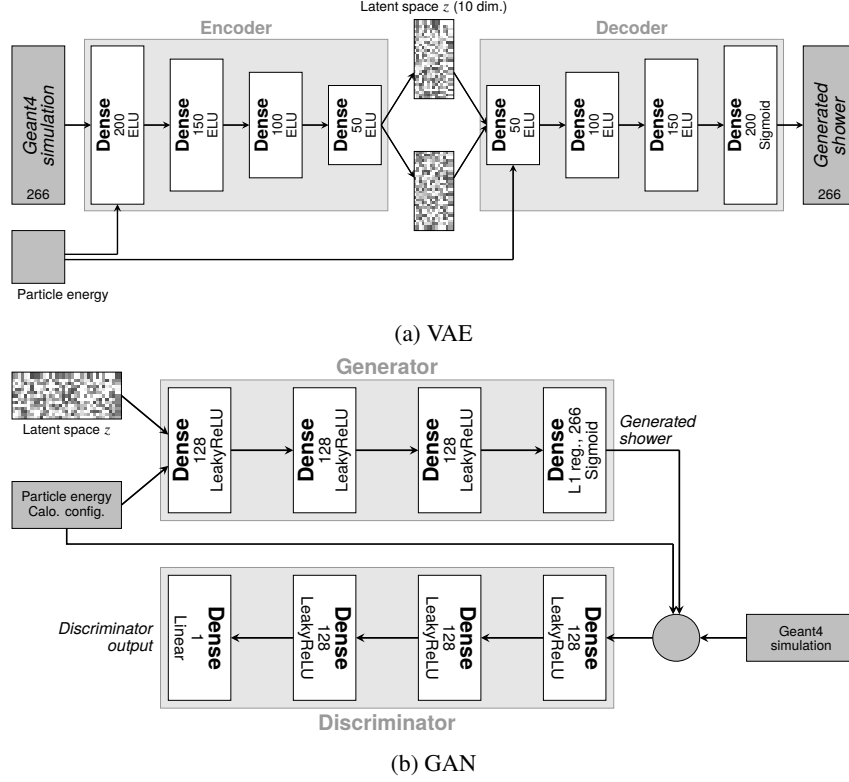 Latent space z (10 dim.)
Encoder
Decoder
Geant4
simulation
266
Dense
200
ELU
Dense
150
ELU
Dense
100
ELU
Dense
50
ELU
Dense
50
ELU
Dense
100
ELU
Dense
150
ELU
Dense
200
Sigmoid
Generated
shower
266
Particle energy
(a) VAE
Generator
Latent space z
Particle energy
Calo. config.
Dense
128
LeakyReLU
Dense
128
LeakyReLU
Dense
128
LeakyReLU
Dense
L1 reg., 266
Sigmoid
Generated
shower
Discriminator
output
Dense
1
Linear
Dense
128
LeakyReLU
Dense
128
LeakyReLU
Dense
128
LeakyReLU
Geant4
simulation
Discriminator
(b) GAN